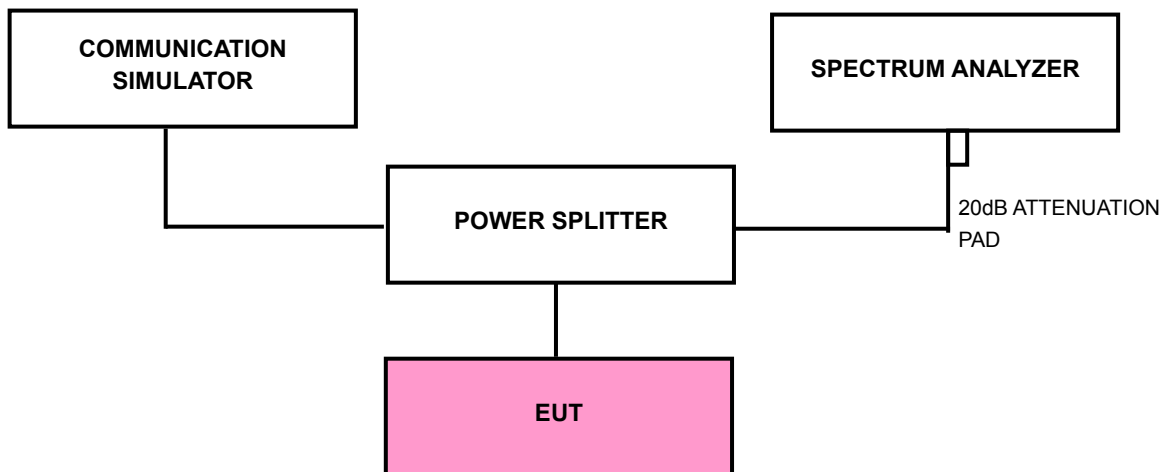 COMMUNICATION
SIMULATOR
SPECTRUM ANALYZER
POWER SPLITTER
20dB ATTENUATION
PAD
EUT